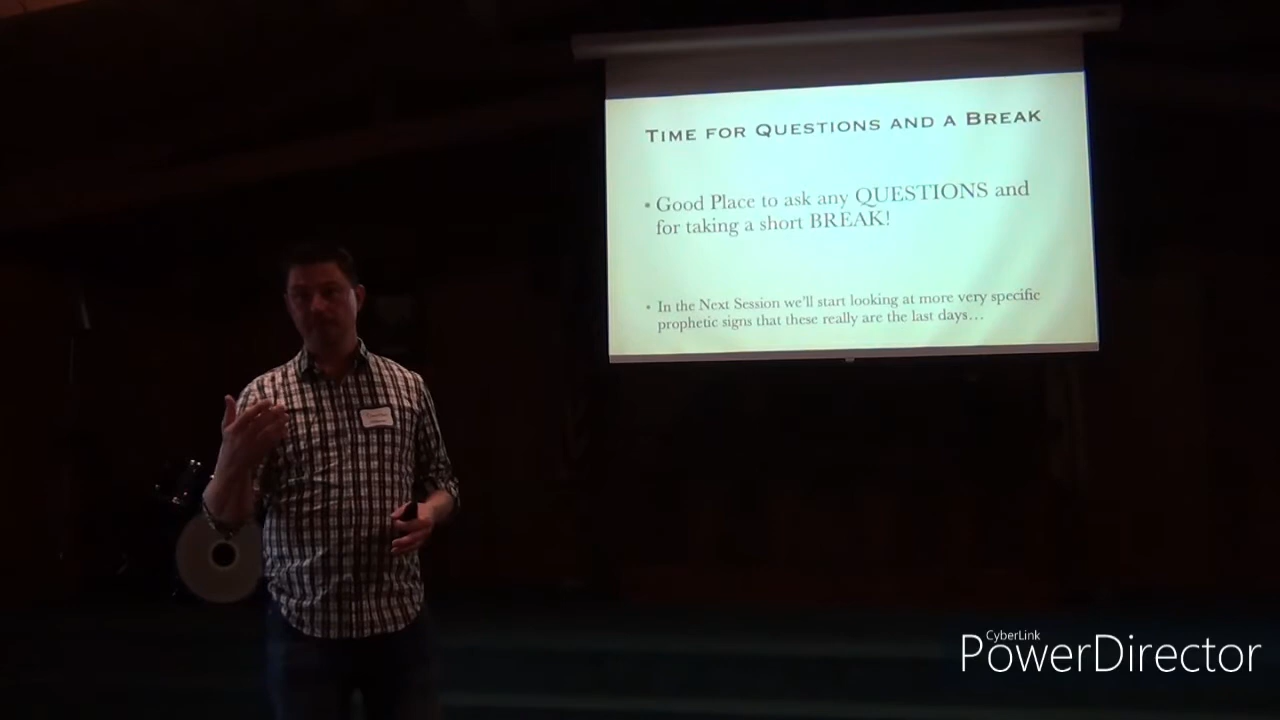 TIME FOR QUESTIONS AND A BREAK
• Good Place to ask any QUESTIONS and
for taking a short BREAK!
• In the Next Session we'll start looking at more very specific
prophetic signs that these really are the last days...
CyberLink
PowerDirector